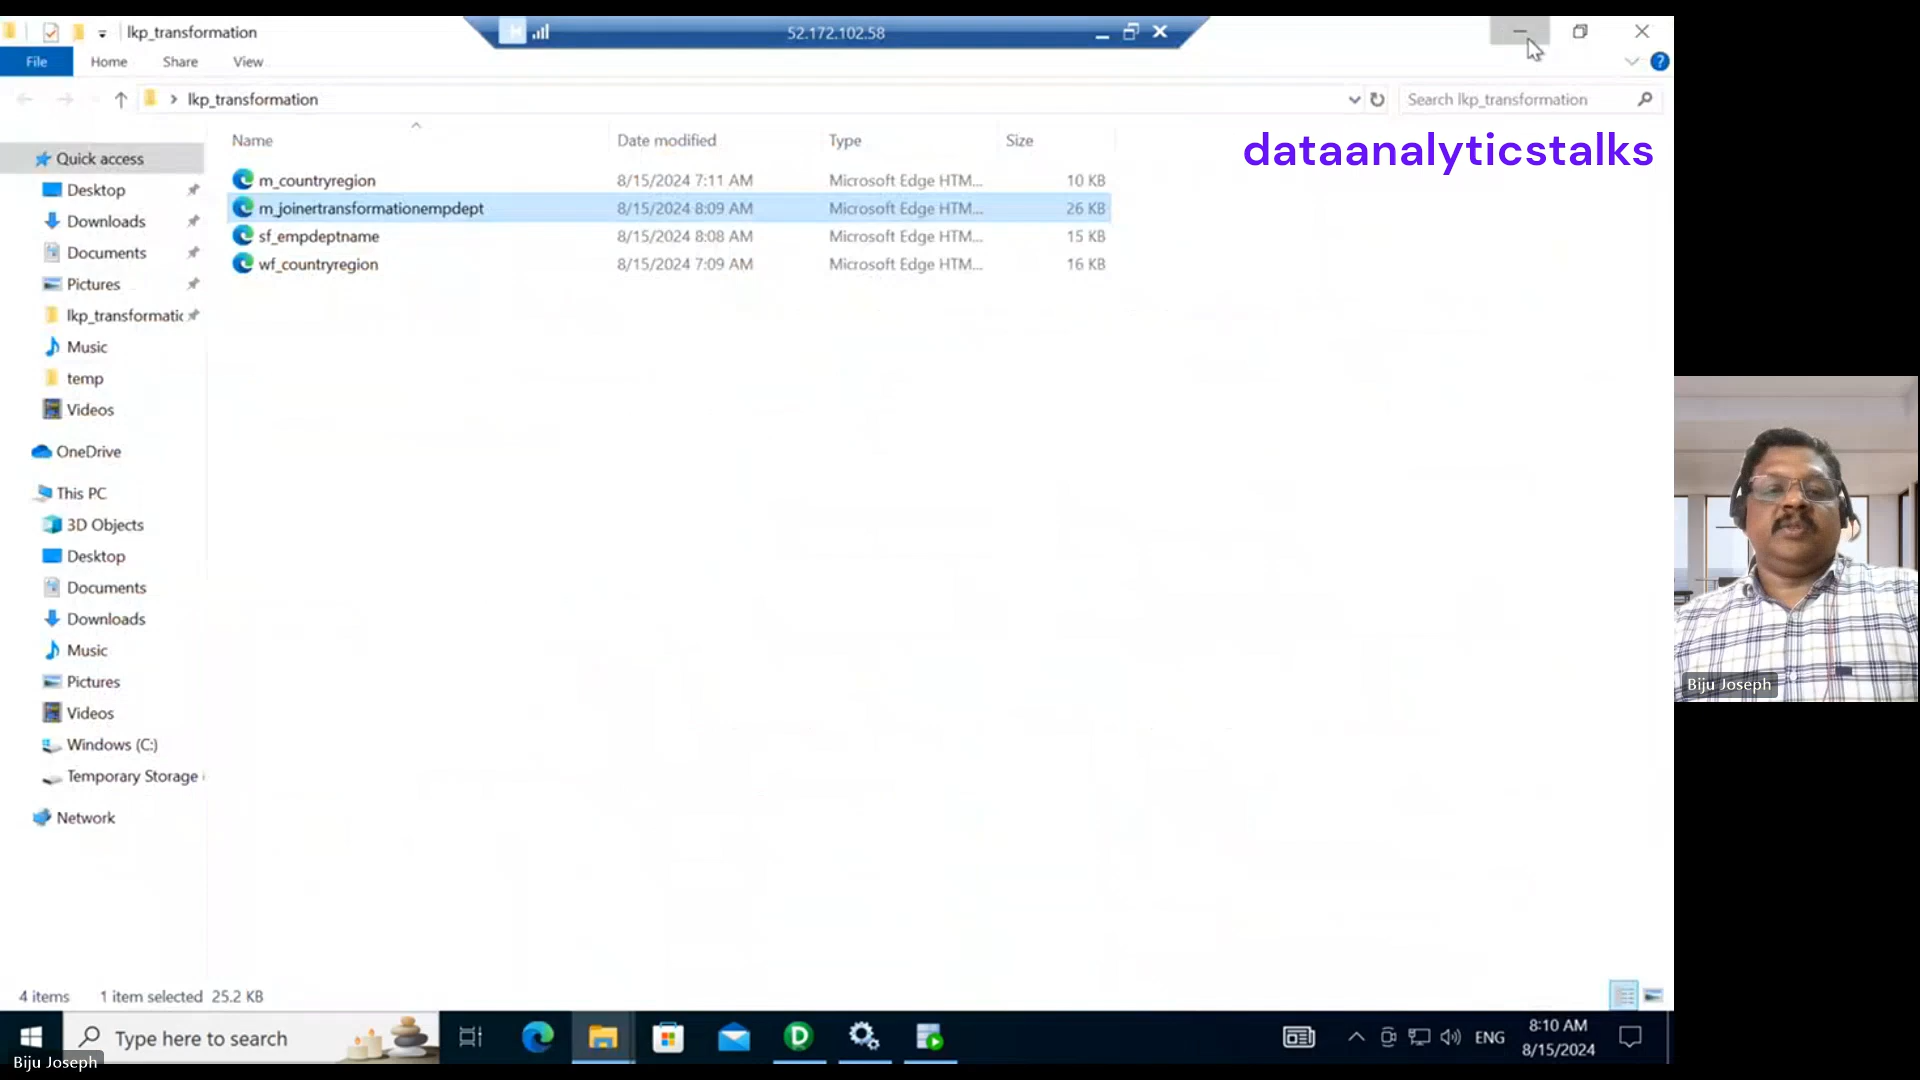 lkp_transformation
52.172.102.58
File
Home
Share
View
lkp_transformation
Search lkp_transformation
Name
Date modified
Type
Size
dataanalyticstalks
m_countryregion
8/15/2024 7:11 AM
Microsoft Edge HTM...
10 KB
m_joinertransformationempdept
8/15/2024 8:09 AM
Microsoft Edge HTM...
26 KB
sf_empdeptname
8/15/2024 8:08 AM
Microsoft Edge HTM...
15 KB
wf_countryregion
8/15/2024 7:09 AM
Microsoft Edge HTM...
16 KB
Quick access
Desktop
Downloads
Documents
Pictures
lkp_transformatic
Music
temp
Videos
OneDrive
This PC
3D Objects
Desktop
Documents
Downloads
Music
Pictures
Videos
Windows (C:)
Temporary Storage
Network
4 items
1 item selected 25.2 KB
Type here to search
ENG
8:10 AM
8/15/2024
Biju Joseph
Biju Joseph